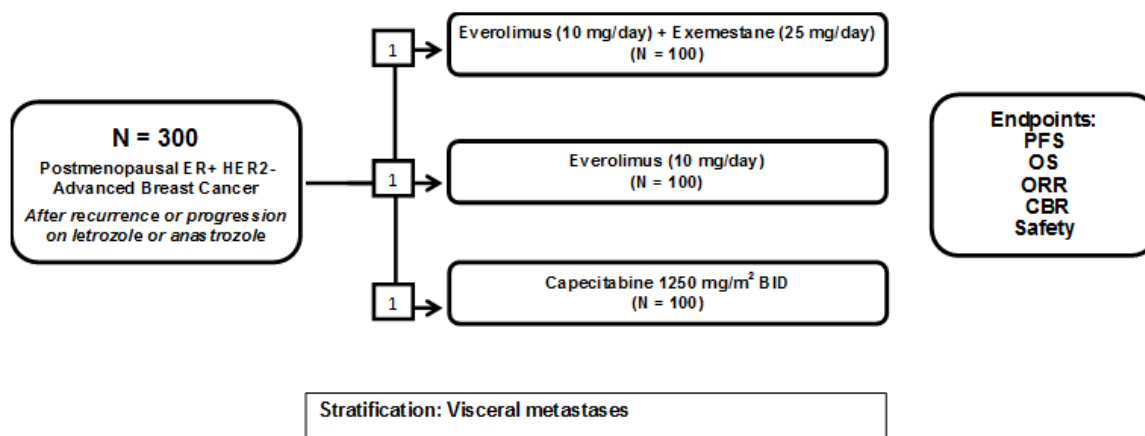 N = 300
Postmenopausal ER+ HER2-
Advanced Breast Cancer
After recurrence or progression
on letrozole or anastrozole
1
Everolimus (10 mg/day) + Exemestane (25 mg/day)
(N = 100)
1
Everolimus (10 mg/day)
(N = 100)
1
Capecitabine 1250 mg/m² BID
(N = 100)
Endpoints:
PFS
OS
ORR
CBR
Safety
Stratification: Visceral metastases